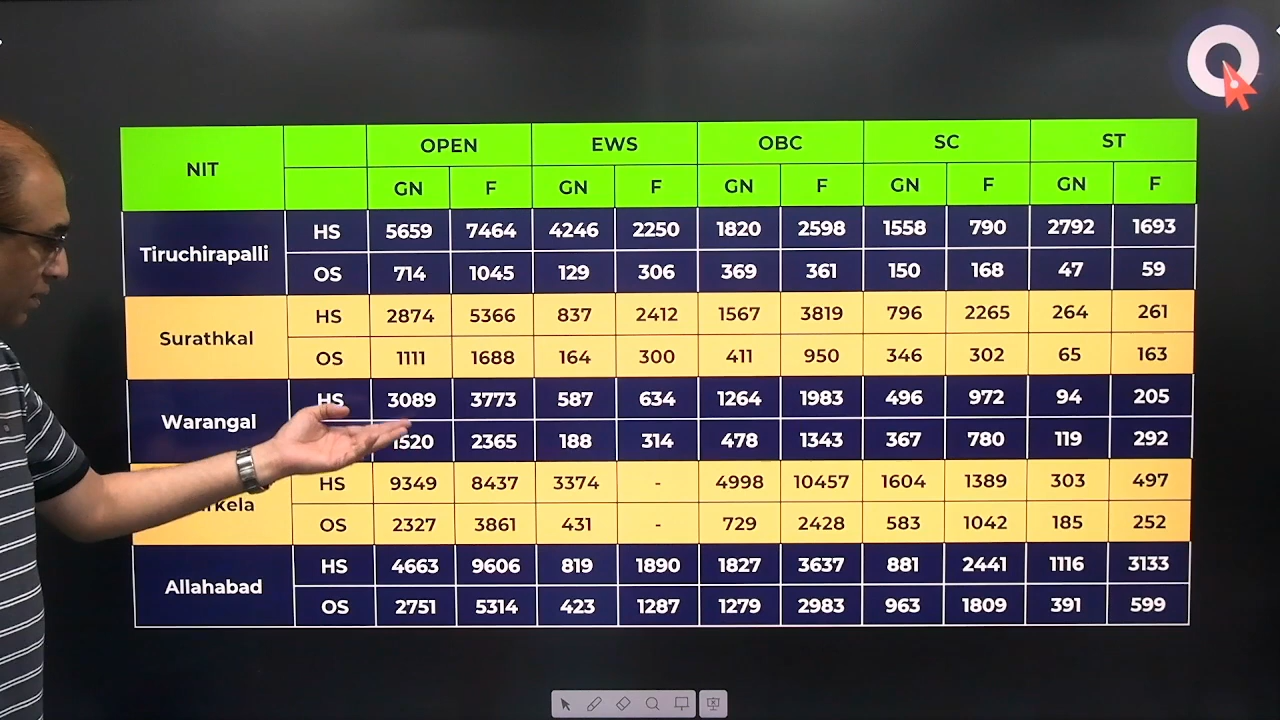 NIT OPEN EWS OBC SC ST
GN F GN F GN F GN F GN F
Tiruchirapalli HS 5659 7464 4246 2250 1820 2598 1558 790 2792 1693
OS 714 1045 129 306 369 361 150 168 47 59
Surathkal HS 2874 5366 837 2412 1567 3819 796 2265 264 261
OS 1111 1688 164 300 411 950 346 302 65 163
Warangal HS 3089 3773 587 634 1264 1983 496 972 94 205
1520 2365 188 314 478 1343 367 780 119 292
HS 9349 8437 3374 - 4998 10457 1604 1389 303 497
OS 2327 3861 431 - 729 2428 583 1042 185 252
Allahabad HS 4663 9606 819 1890 1827 3637 881 2441 1116 3133
OS 2751 5314 423 1287 1279 2983 963 1809 391 599